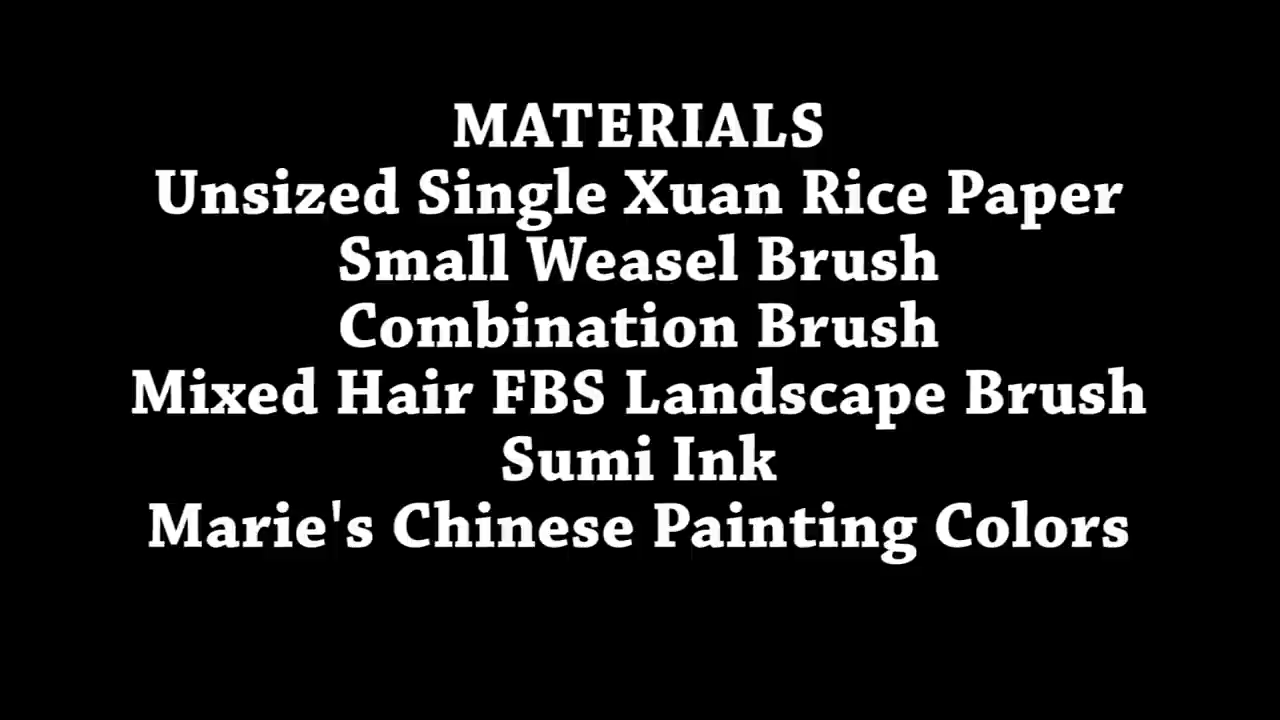 MATERIALS
Unsized Single Xuan Rice Paper
Small Weasel Brush
Combination Brush
Mixed Hair FBS Landscape Brush
Sumi Ink
Marie's Chinese Painting Colors